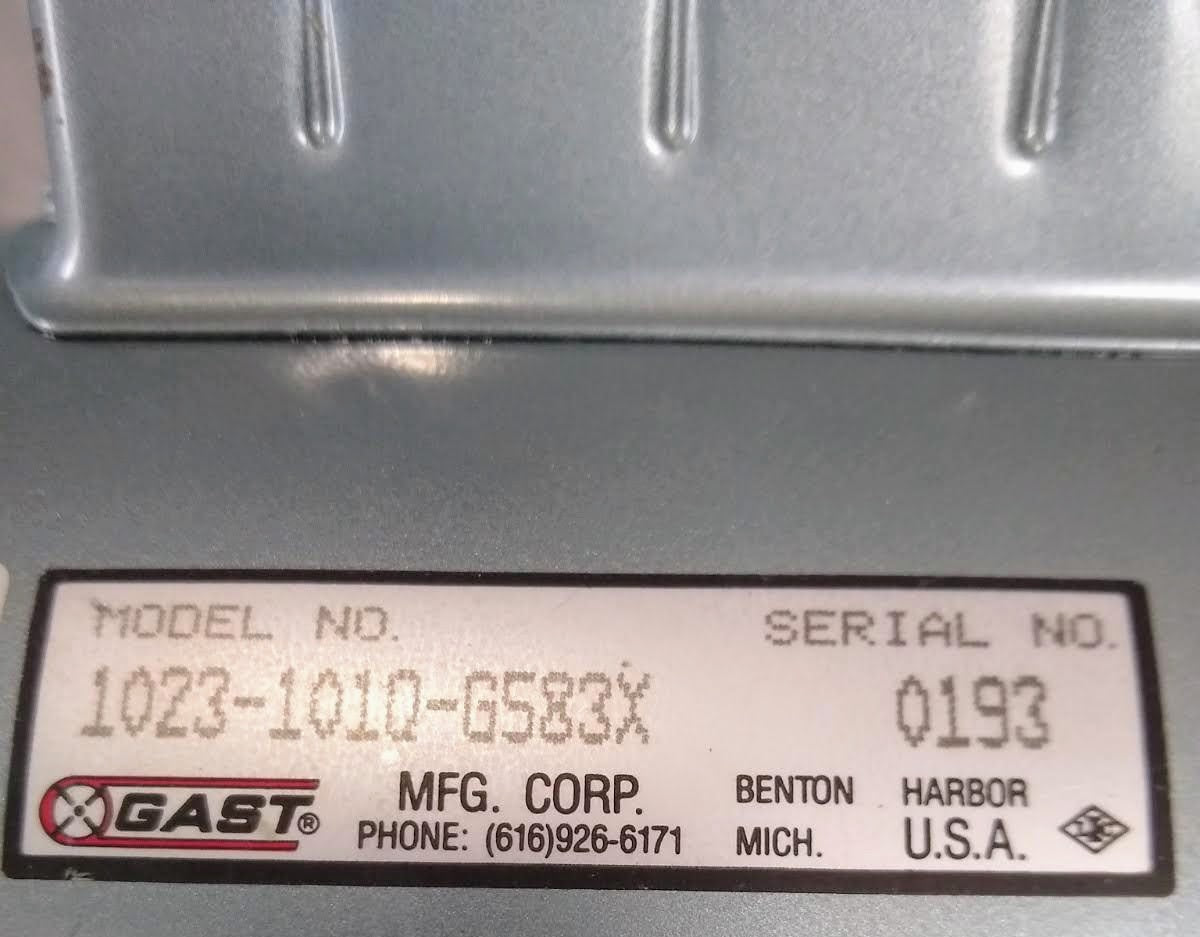 MODEL NO. SERIAL NO.
1023-101Q-G583X 0193
GAST® MFG. CORP. BENTON HARBOR
PHONE: (616)926-6171 MICH. U.S.A.